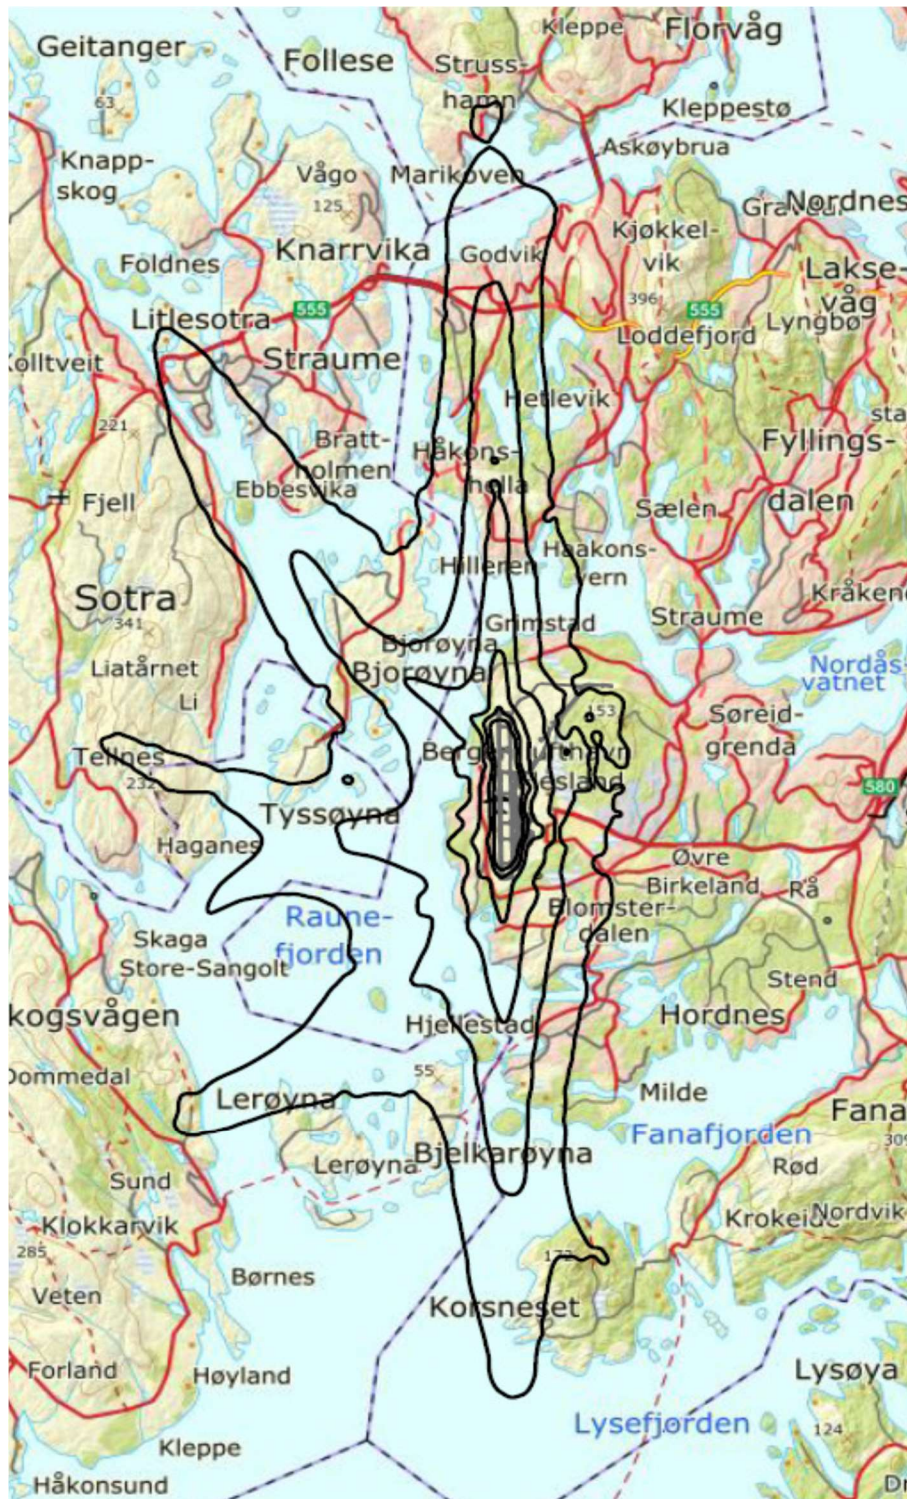 Kleppe
Florvåg
Geitanger
Follese
Struss-
hamn
63
Kleppestø
Knapp-
skog
Askøybrua
Vågo
125
Marikoven
Nordnes
Kjøkkel-
vik
Knarrvika
Godvik
Foldnes
Lakse-
våg
396
555
555
Litlesotra
Lyngbø
Loddefjord
Kolltveit
Straume
Hetlevik
221
Bratt-
holmen
Håkons-
hella
Fyllings-
dalen
Ebbesvika
Fjell
Sælen
Haakons-
vern
Hilleren
Sotra
341
Straume
Grimstad
Bjorøyna
Bjorøyna
Liatårnet
Nordås-
vatnet
Li
153
Søreid-
grenda
Tellnes
232
580
Tyssøyna
Haganes
Øvre
Birkeland
Rå
Blomster-
dalen
Raune-
fjorden
Skaga
Store-Sangolt
Stend
kogsvågen
Hjellestad
Hordnes
55
Dommedal
Milde
Lerøyna
Fana
Fanafjorden
309
Bjelkarøyna
Lerøyna
Rød
Sund
Klokkarvik
Krokeide
Nordvik
285
Børnes
Veten
Korsneset
Forland
Høyland
Lysøya
Lysefjorden
124
Kleppe
Håkonsund